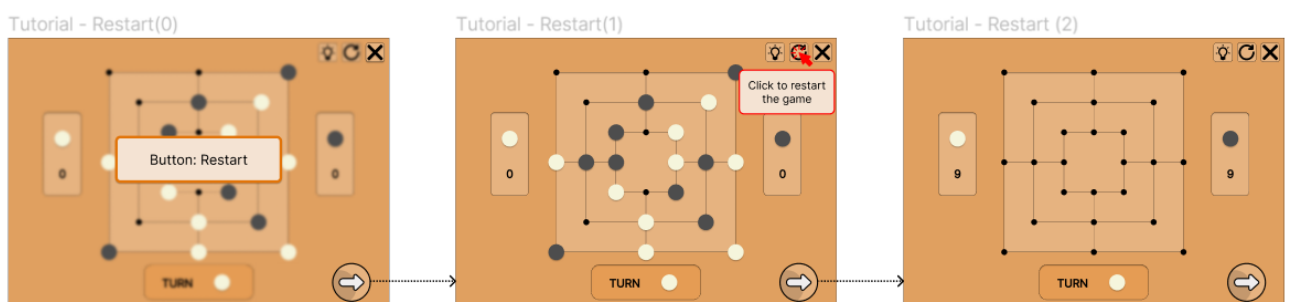 Tutorial - Restart(0)
Button: Restart
0
0
TURN
Tutorial - Restart(1)
Click to restart
the game
0
0
TURN
Tutorial - Restart (2)
9
9
TURN